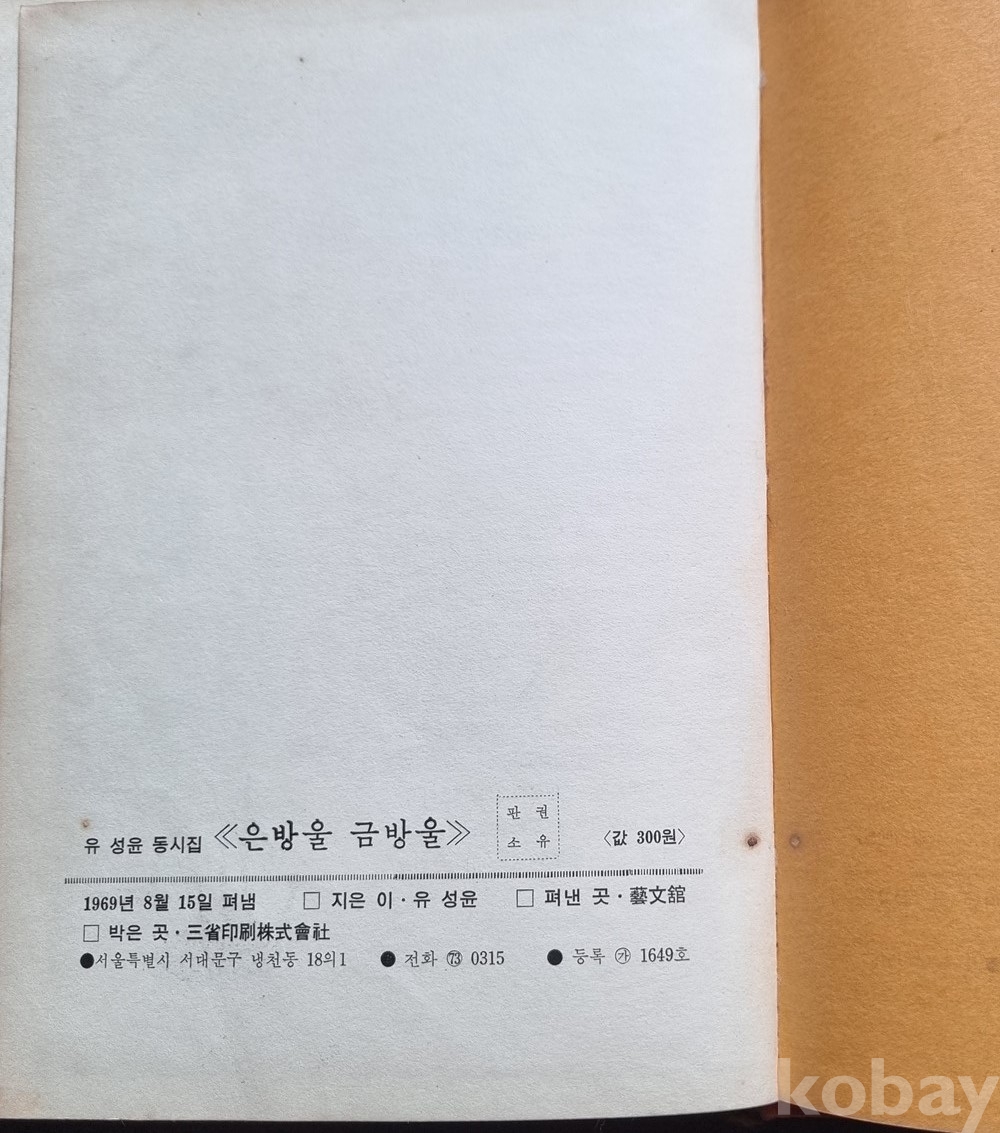 유 성윤 동시집 《은방울 금방울》 판권소유 〈값 300원〉
1969년 8월 15일 펴냄 □ 지은 이·유 성윤 □ 펴낸 곳·藝文舘
□ 박은 곳·三省印刷株式會社
●서울특별시 서대문구 냉천동 18의1 ● 전화 ㉃ 0315 ● 등록 ㉮ 1649호
kobay